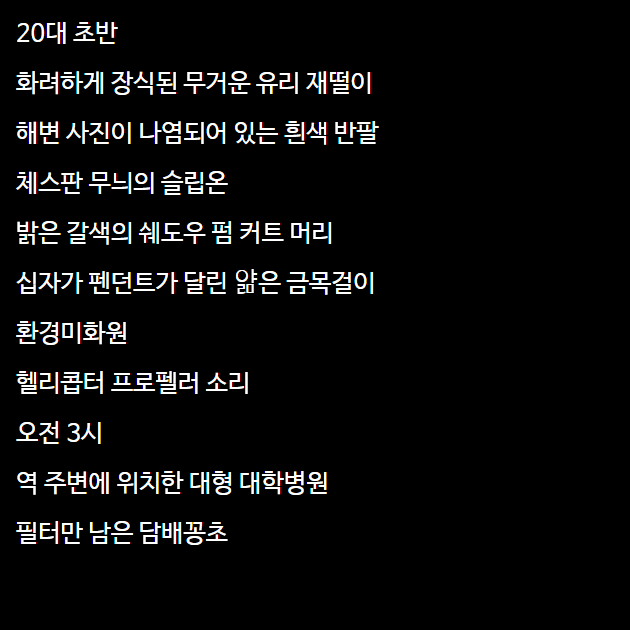 20대 초반
화려하게 장식된 무거운 유리 재떨이
해변 사진이 나염되어 있는 흰색 반팔
체스판 무늬의 슬립온
밝은 갈색의 쉐도우 펌 커트 머리
십자가 펜던트가 달린 얇은 금목걸이
환경미화원
헬리콥터 프로펠러 소리
오전 3시
역 주변에 위치한 대형 대학병원
필터만 남은 담배꽁초